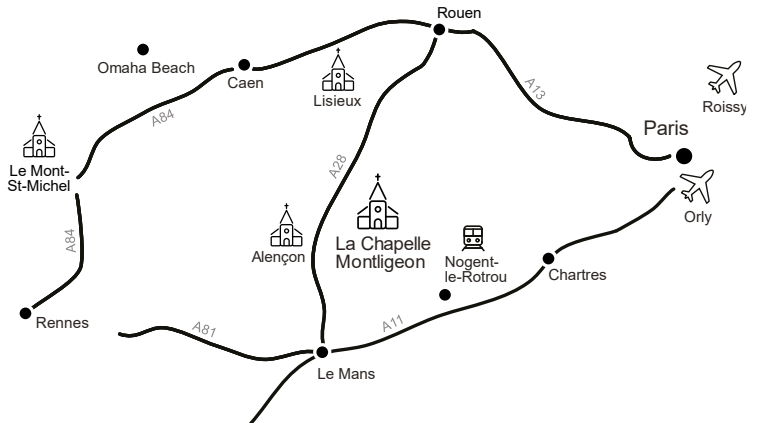 Rouen
Omaha Beach
Caen
Lisieux
A84
A13
Roissy
Paris
Le Mont-
St-Michel
A28
Orly
A84
Alençon
La Chapelle
Montligeon
Nogent-
le-Rotrou
Chartres
Rennes
A81
A11
Le Mans